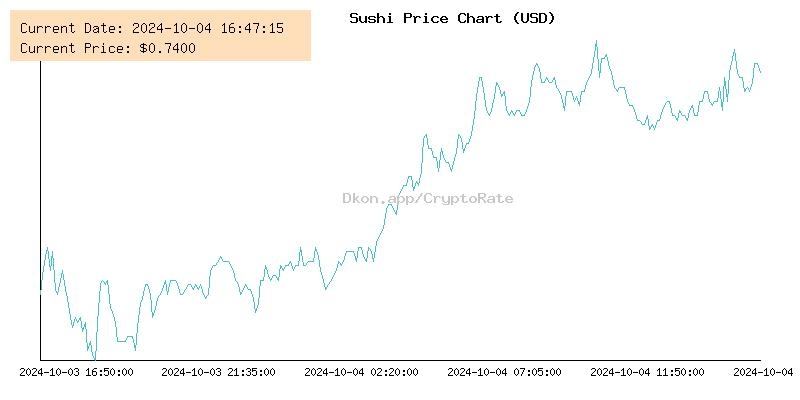 Sushi Price Chart (USD)
Current Date: 2024-10-04 16:47:15
Current Price: $0.7400
Dkon.app/CryptoRate
2024-10-03 16:50:00 2024-10-03 21:35:00 2024-10-04 02:20:00 2024-10-04 07:05:00 2024-10-04 11:50:00 2024-10-04